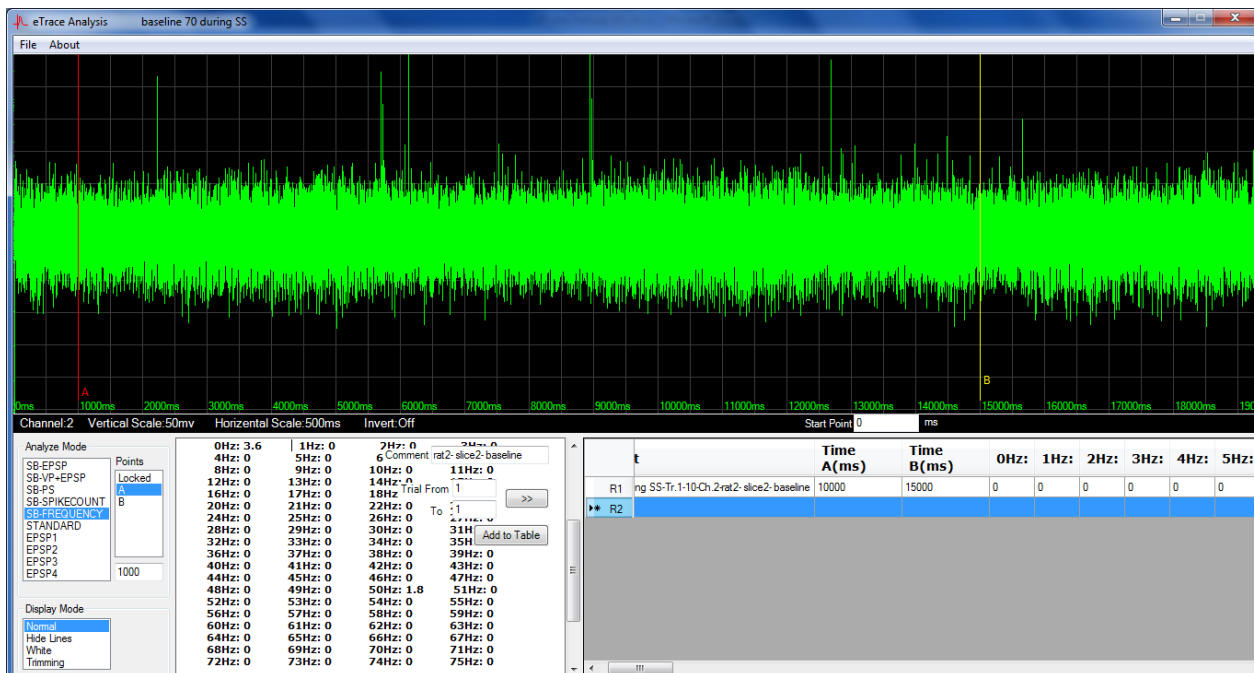 eTrace Analysis baseline 70 during SS
File About
A
B
0ms 1000ms 2000ms 3000ms 4000ms 5000ms 6000ms 7000ms 8000ms 9000ms 10000ms 11000ms 12000ms 13000ms 14000ms 15000ms 16000ms 17000ms 18000ms
Channel:2 Vertical Scale:50mv Horizental Scale:500ms Invert:Off Start Point 0 ms
Analyze Mode
SB-EPSP
SB-VP+EPSP
SB-PS
SB-SPIKECOUNT
SB-FREQUENCY
STANDARD
EPSP1
EPSP2
EPSP3
EPSP4
Points
Locked
A
B
1000
Display Mode
Normal
Hide Lines
White
Trimming
0Hz: 3.6 1Hz: 0 2Hz: 0 3Hz: 0
4Hz: 0 5Hz: 0 6
8Hz: 0 9Hz: 0 10Hz: 0 11Hz: 0
12Hz: 0 13Hz: 0 14Hz:
16Hz: 0 17Hz: 0 18Hz:
20Hz: 0 21Hz: 0 22Hz:
24Hz: 0 25Hz: 0 26Hz: 0
28Hz: 0 29Hz: 0 30Hz: 0 31H
32Hz: 0 33Hz: 0 34Hz: 0 35H
36Hz: 0 37Hz: 0 38Hz: 0 39Hz: 0
40Hz: 0 41Hz: 0 42Hz: 0 43Hz: 0
44Hz: 0 45Hz: 0 46Hz: 0 47Hz: 0
48Hz: 0 49Hz: 0 50Hz: 1.8 51Hz: 0
52Hz: 0 53Hz: 0 54Hz: 0 55Hz: 0
56Hz: 0 57Hz: 0 58Hz: 0 59Hz: 0
60Hz: 0 61Hz: 0 62Hz: 0 63Hz: 0
64Hz: 0 65Hz: 0 66Hz: 0 67Hz: 0
68Hz: 0 69Hz: 0 70Hz: 0 71Hz: 0
72Hz: 0 73Hz: 0 74Hz: 0 75Hz: 0
Comment rat2- slice2- baseline
Trial From 1
To 1
>>
Add to Table
t Time A(ms) Time B(ms) 0Hz: 1Hz: 2Hz: 3Hz: 4Hz: 5Hz:
R1 ng SS-Tr.1-10-Ch.2-rat2- slice2- baseline 10000 15000 0 0 0 0 0 0
R2